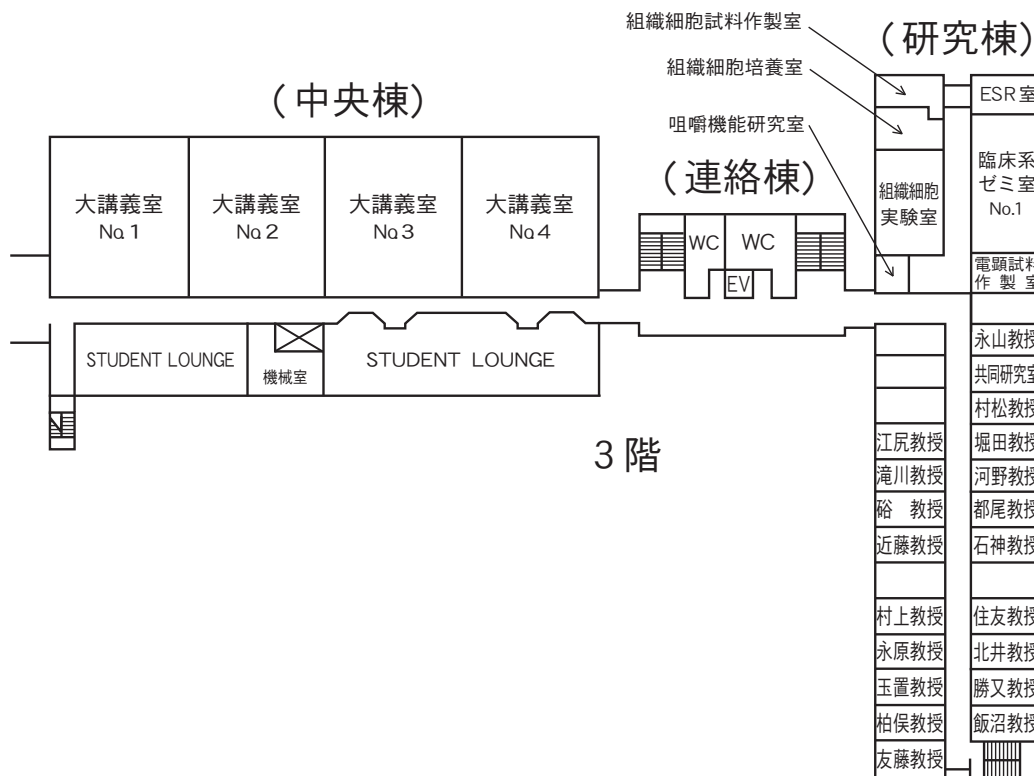 組織細胞試料作製室
(研究棟)
組織細胞培養室
ESR室
(中央棟)
咀嚼機能研究室
臨床系
ゼミ室
No.1
(連絡棟)
大講義室
No.1
大講義室
No.2
大講義室
No.3
大講義室
No.4
組織細胞
実験室
WC
WC
EV
電顕試料
作製室
STUDENT LOUNGE
機械室
STUDENT LOUNGE
3階
永山教授
共同研究室
村松教授
江尻教授
堀田教授
滝川教授
河野教授
硲 教授
都尾教授
近藤教授
石神教授
村上教授
住友教授
永原教授
北井教授
玉置教授
勝又教授
柏俣教授
飯沼教授
友藤教授